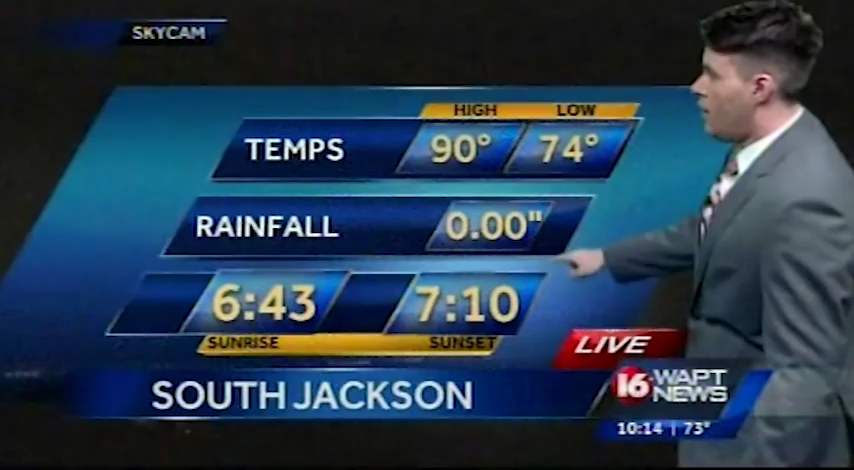 SKYCAM
HIGH LOW
TEMPS 90° 74°
RAINFALL 0.00"
6:43 7:10
SUNRISE SUNSET
LIVE
SOUTH JACKSON
16 WAPT
NEWS
10:14 | 73°